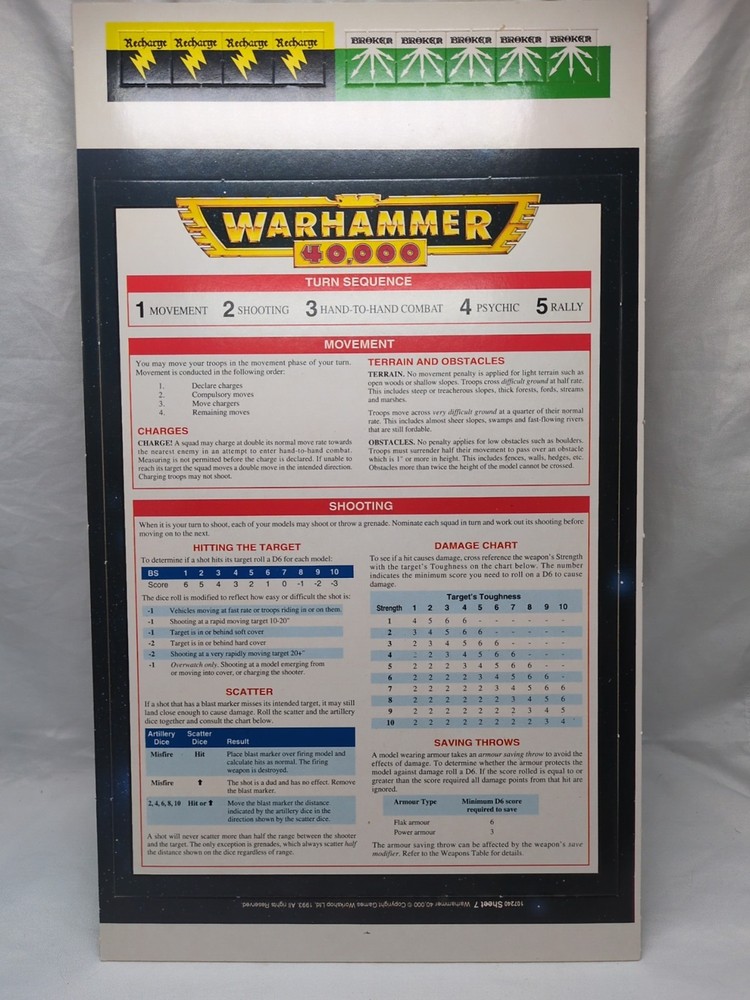 Recharge Recharge Recharge Recharge BROKEN BROKEN BROKEN BROKEN BROKEN
WARHAMMER
40,000
TURN SEQUENCE
1 MOVEMENT 2 SHOOTING 3 HAND-TO-HAND COMBAT 4 PSYCHIC 5 RALLY
MOVEMENT
You may move your troops in the movement phase of your turn.
Movement is conducted in the following order:
1. Declare charges
2. Compulsory moves
3. Move chargers
4. Remaining moves
CHARGES
CHARGE! A squad may charge at double its normal move rate towards
the nearest enemy in an attempt to enter hand-to-hand combat.
Measuring is not permitted before the charge is declared. If unable to
reach its target the squad moves a double move in the intended direction.
Charging troops may not shoot.
TERRAIN AND OBSTACLES
TERRAIN. No movement penalty is applied for light terrain such as
open woods or shallow slopes. Troops cross difficult ground at half rate.
This includes steep or treacherous slopes, thick forests, fords, streams
and marshes.
Troops move across very difficult ground at a quarter of their normal
rate. This includes almost sheer slopes, swamps and fast-flowing rivers
that are still fordable.
OBSTACLES. No penalty applies for low obstacles such as boulders.
Troops must surrender half their movement to pass over an obstacle
which is 1" or more in height. This includes fences, walls, hedges, etc.
Obstacles more than twice the height of the model cannot be crossed.
SHOOTING
When it is your turn to shoot, each of your models may shoot or throw a grenade. Nominate each squad in turn and work out its shooting before
moving on to the next.
HITTING THE TARGET
To determine if a shot hits its target roll a D6 for each model:
BS 1 2 3 4 5 6 7 8 9 10
Score 6 5 4 3 2 1 0 -1 -2 -3
The dice roll is modified to reflect how easy or difficult the shot is:
-1 Vehicles moving at fast rate or troops riding in or on them
-1 Shooting at a rapid moving target 10-20"
-1 Target is in or behind soft cover
-2 Target is in or behind hard cover
-2 Shooting at a very rapidly moving target 20+"
-1 Overwatch only. Shooting at a model emerging from
or moving into cover, or charging the shooter.
SCATTER
If a shot that has a blast marker misses its intended target, it may still
land close enough to cause damage. Roll the scatter and the artillery
dice together and consult the chart below.
Artillery Dice Scatter Dice Result
Misfire Hit Place blast marker over firing model and
calculate hits as normal. The firing
weapon is destroyed.
Misfire ⬆ The shot is a dud and has no effect. Remove
the blast marker.
2, 4, 6, 8, 10 Hit or ⬆ Move the blast marker the distance
indicated by the artillery dice in the
direction shown by the scatter dice.
A shot will never scatter more than half the range between the shooter
and the target. The only exception is grenades, which always scatter half
the distance shown on the dice regardless of range.
DAMAGE CHART
To see if a hit causes damage, cross reference the weapon's Strength
with the target's Toughness on the chart below. The number
indicates the minimum score you need to roll on a D6 to cause
damage.
Target's Toughness
Strength 1 2 3 4 5 6 7 8 9 10
1 4 5 6 6 - - - - - -
2 3 4 5 6 6 - - - - -
3 2 3 4 5 6 6 - - - -
4 2 2 3 4 5 6 6 - - -
5 2 2 2 3 4 5 6 6 - -
6 2 2 2 2 3 4 5 6 6 -
7 2 2 2 2 2 3 4 5 6 6
8 2 2 2 2 2 2 3 4 5 6
9 2 2 2 2 2 2 2 3 4 5
10 2 2 2 2 2 2 2 2 3 4
SAVING THROWS
A model wearing armour takes an armour saving throw to avoid the
effects of damage. To determine whether the armour protects the
model against damage roll a D6. If the score rolled is equal to or
greater than the score required all damage points from that hit are
ignored.
Armour Type Minimum D6 score
required to save
Flak armour 6
Power armour 3
The armour saving throw can be affected by the weapon's save
modifier. Refer to the Weapons Table for details.
107240 Sheet 7 Warhammer 40,000 © Copyright Games Workshop Ltd, 1993. All rights Reserved.